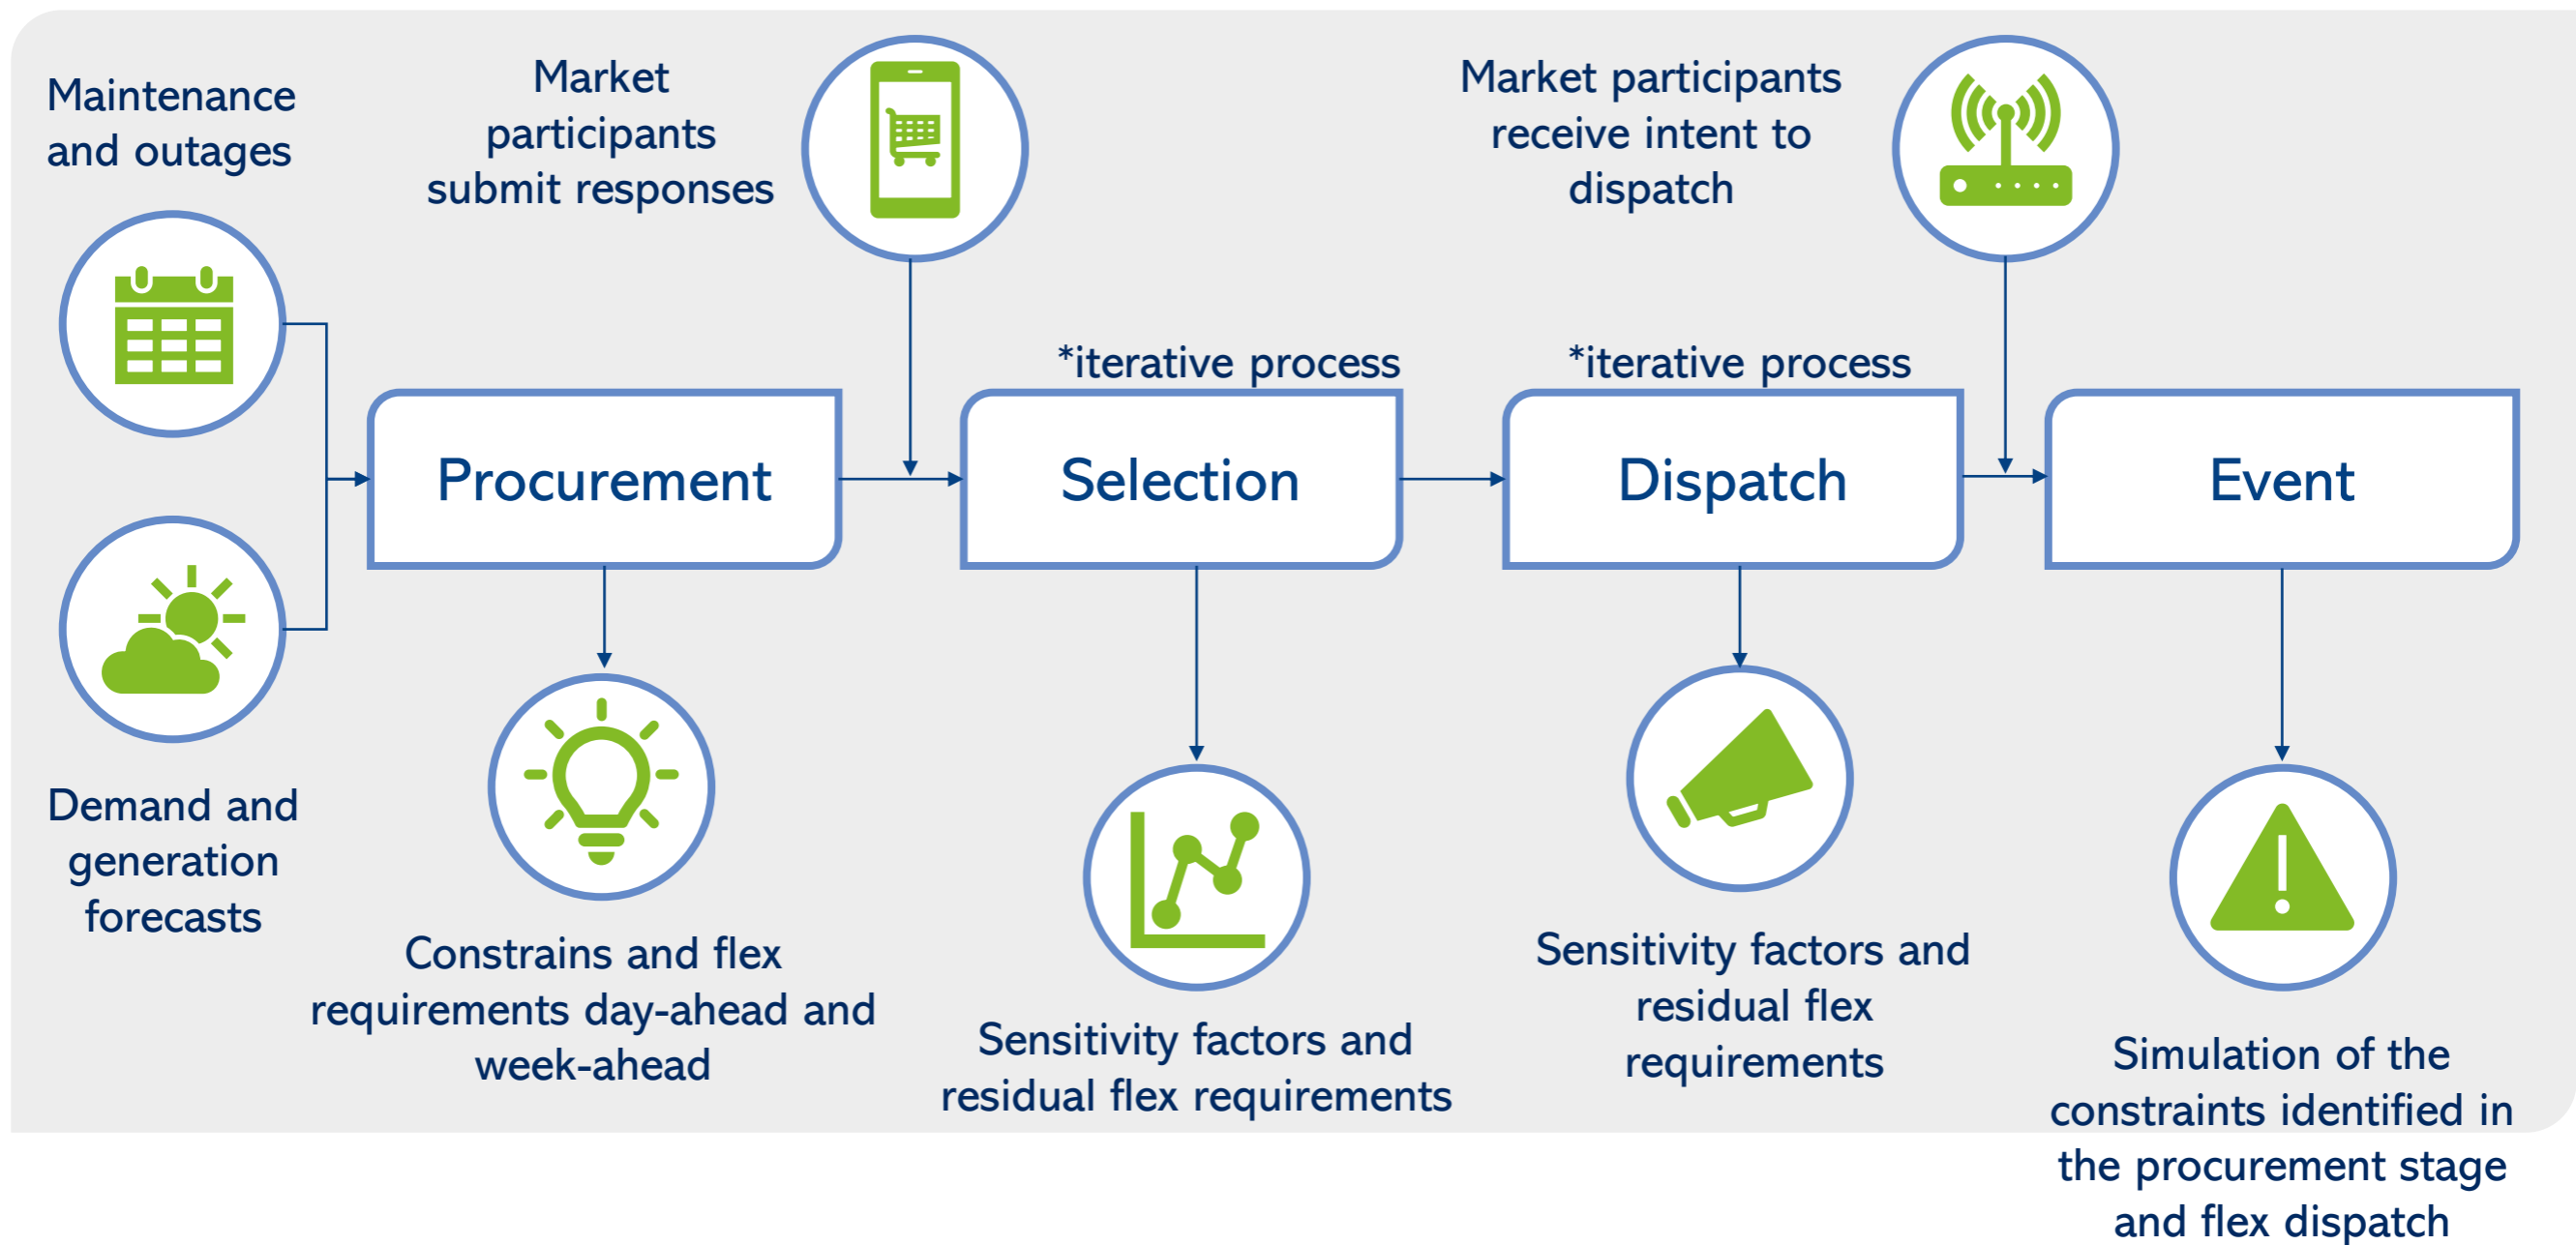 Maintenance
and outages
Market
participants
submit responses
Market participants
receive intent to
dispatch
*iterative process
*iterative process
Procurement
Selection
Dispatch
Event
Demand and
generation
forecasts
Constrains and flex
requirements day-ahead and
week-ahead
Sensitivity factors and
residual flex requirements
Sensitivity factors and
residual flex
requirements
Simulation of the
constraints identified in
the procurement stage
and flex dispatch